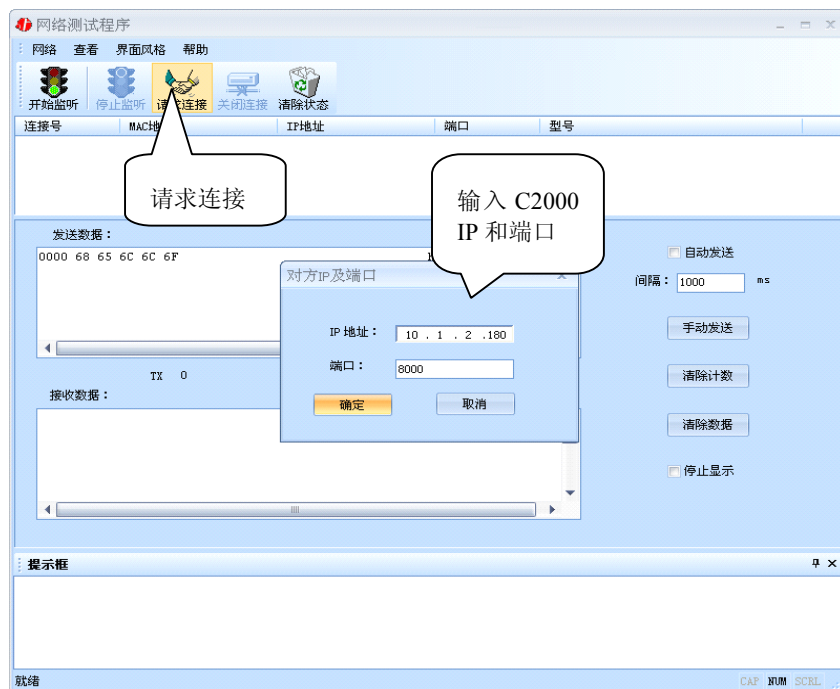 网络测试程序
网络 查看 界面风格 帮助
开始监听 停止监听 请求连接 关闭连接 清除状态
连接号 MAC地 IP地址 端口 型号
请求连接
输入 C2000
IP 和端口
发送数据：
0000 68 65 6C 6C 6F
自动发送
间隔： 1000 ms
对方IP及端口
IP 地址： 10 . 1 . 2 .180
端口： 8000
确定 取消
手动发送
TX 0
清除计数
接收数据：
清除数据
停止显示
提示框
就绪
CAP NUM SCRL